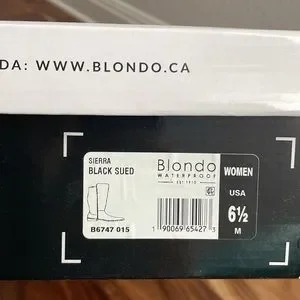 DA: WWW.BLONDO.CA
SIERRA
BLACK SUED
B6747 015
Blondo
WATERPROOF
EST 1910
1 90069 65427 3
WOMEN
USA
6½
M